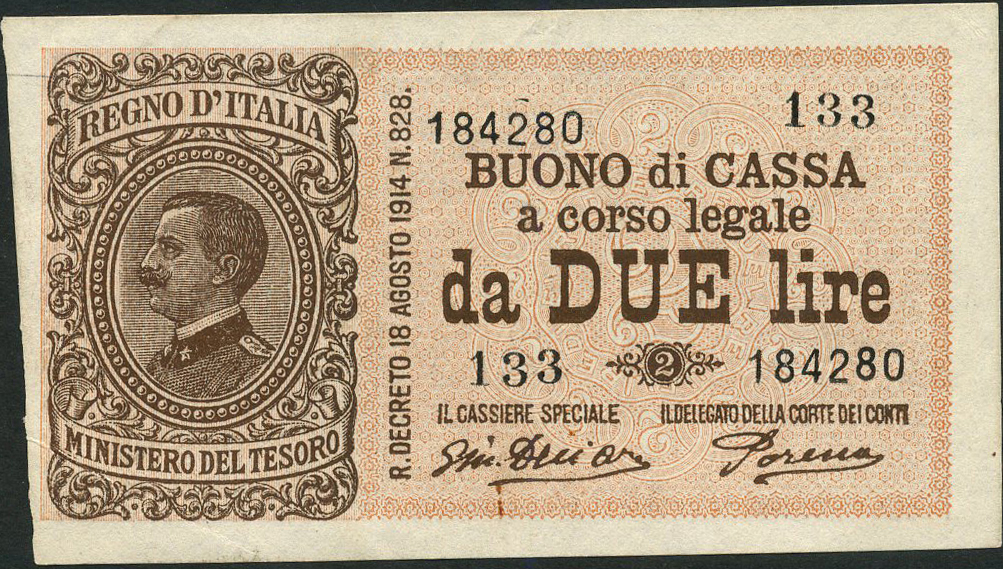 REGNO D'ITALIA
MINISTERO DEL TESORO
R. DECRETO 18 AGOSTO 1914 N. 828.
133
184280
BUONO di CASSA
a corso legale
da DUE lire
133
2
184280
IL CASSIERE SPECIALE
IL DELEGATO DELLA CORTE DEI CONTI
Porena